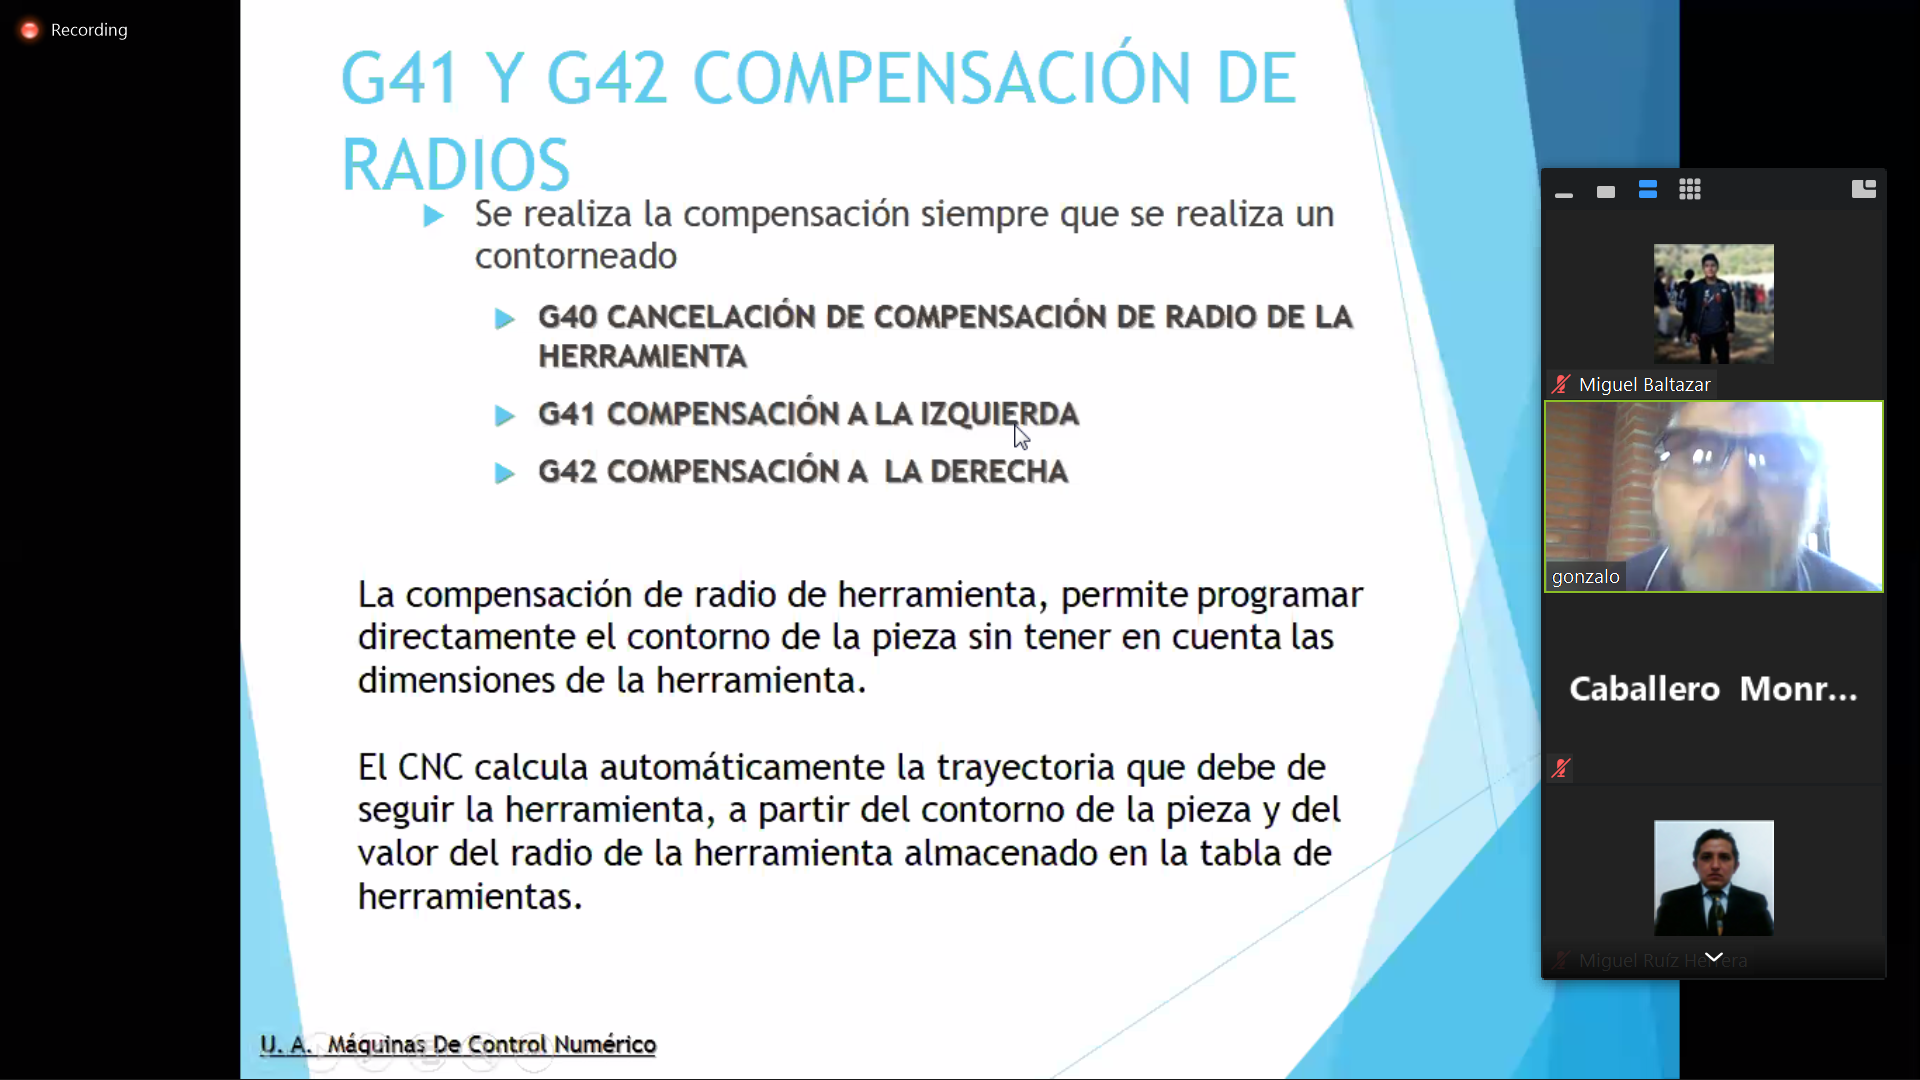 Recording
G41 Y G42 COMPENSACIÓN DE
RADIOS
Se realiza la compensación siempre que se realiza un
contorneado
G40 CANCELACIÓN DE COMPENSACIÓN DE RADIO DE LA
HERRAMIENTA
G41 COMPENSACIÓN A LA IZQUIERDA
G42 COMPENSACIÓN A LA DERECHA
La compensación de radio de herramienta, permite programar
directamente el contorno de la pieza sin tener en cuenta las
dimensiones de la herramienta.
El CNC calcula automáticamente la trayectoria que debe de
seguir la herramienta, a partir del contorno de la pieza y del
valor del radio de la herramienta almacenado en la tabla de
herramientas.
U. A. Máquinas De Control Numérico
Miguel Baltazar
gonzalo
Caballero Monr...
Miguel Ruíz Herrera